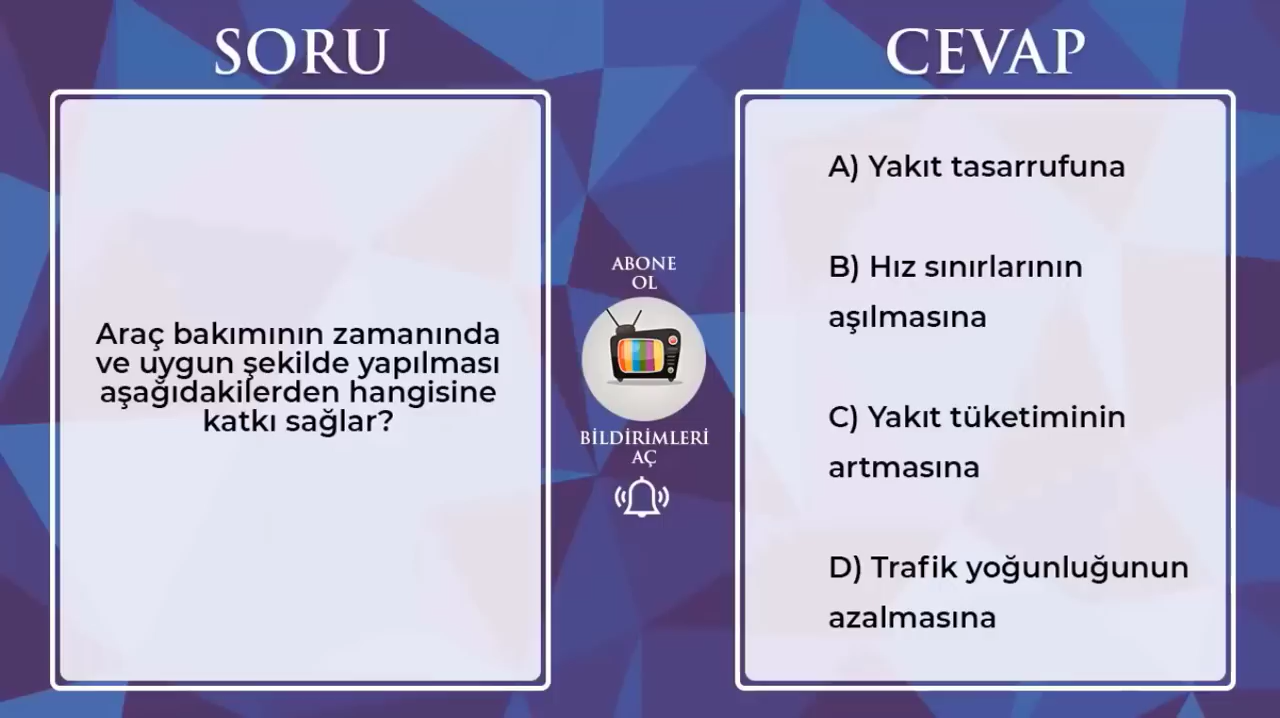 SORU
Araç bakımının zamanında
ve uygun şekilde yapılması
aşağıdakilerden hangisine
katkı sağlar?
ABONE
OL
BİLDİRİMLERİ
AÇ
CEVAP
A) Yakıt tasarrufuna
B) Hız sınırlarının
aşılmasına
C) Yakıt tüketiminin
artmasına
D) Trafik yoğunluğunun
azalmasına